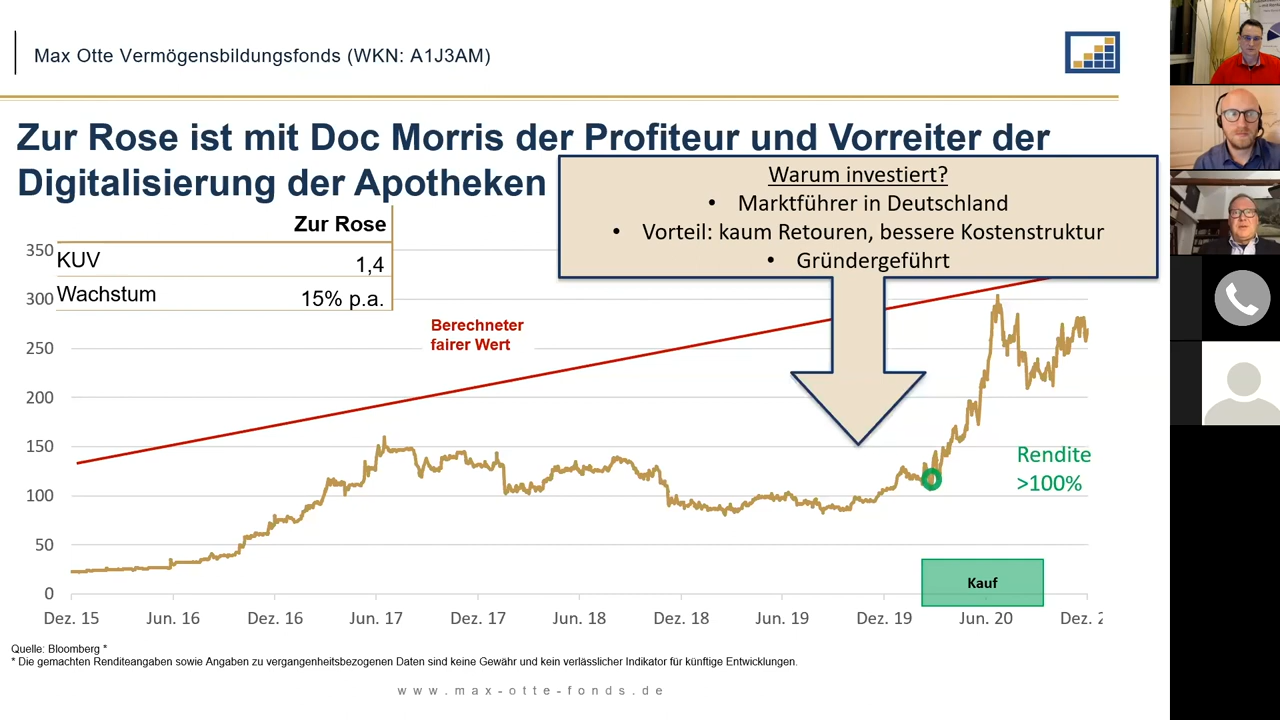 Max Otte Vermögensbildungsfonds (WKN: A1J3AM)
Zur Rose ist mit Doc Morris der Profiteur und Vorreiter der
Digitalisierung der Apotheken
Warum investiert?
• Marktführer in Deutschland
• Vorteil: kaum Retouren, bessere Kostenstruktur
• Gründergeführt
Zur Rose
KUV 1,4
Wachstum 15% p.a.
350
300
250
200
150
100
50
0
Berechneter
fairer Wert
Rendite
>100%
Kauf
Dez. 15 Jun. 16 Dez. 16 Jun. 17 Dez. 17 Jun. 18 Dez. 18 Jun. 19 Dez. 19 Jun. 20 Dez.
Quelle: Bloomberg *
* Die gemachten Renditeangaben sowie Angaben zu vergangenheitsbezogenen Daten sind keine Gewähr und kein verlässlicher Indikator für künftige Entwicklungen.
www.max-otte-fonds.de